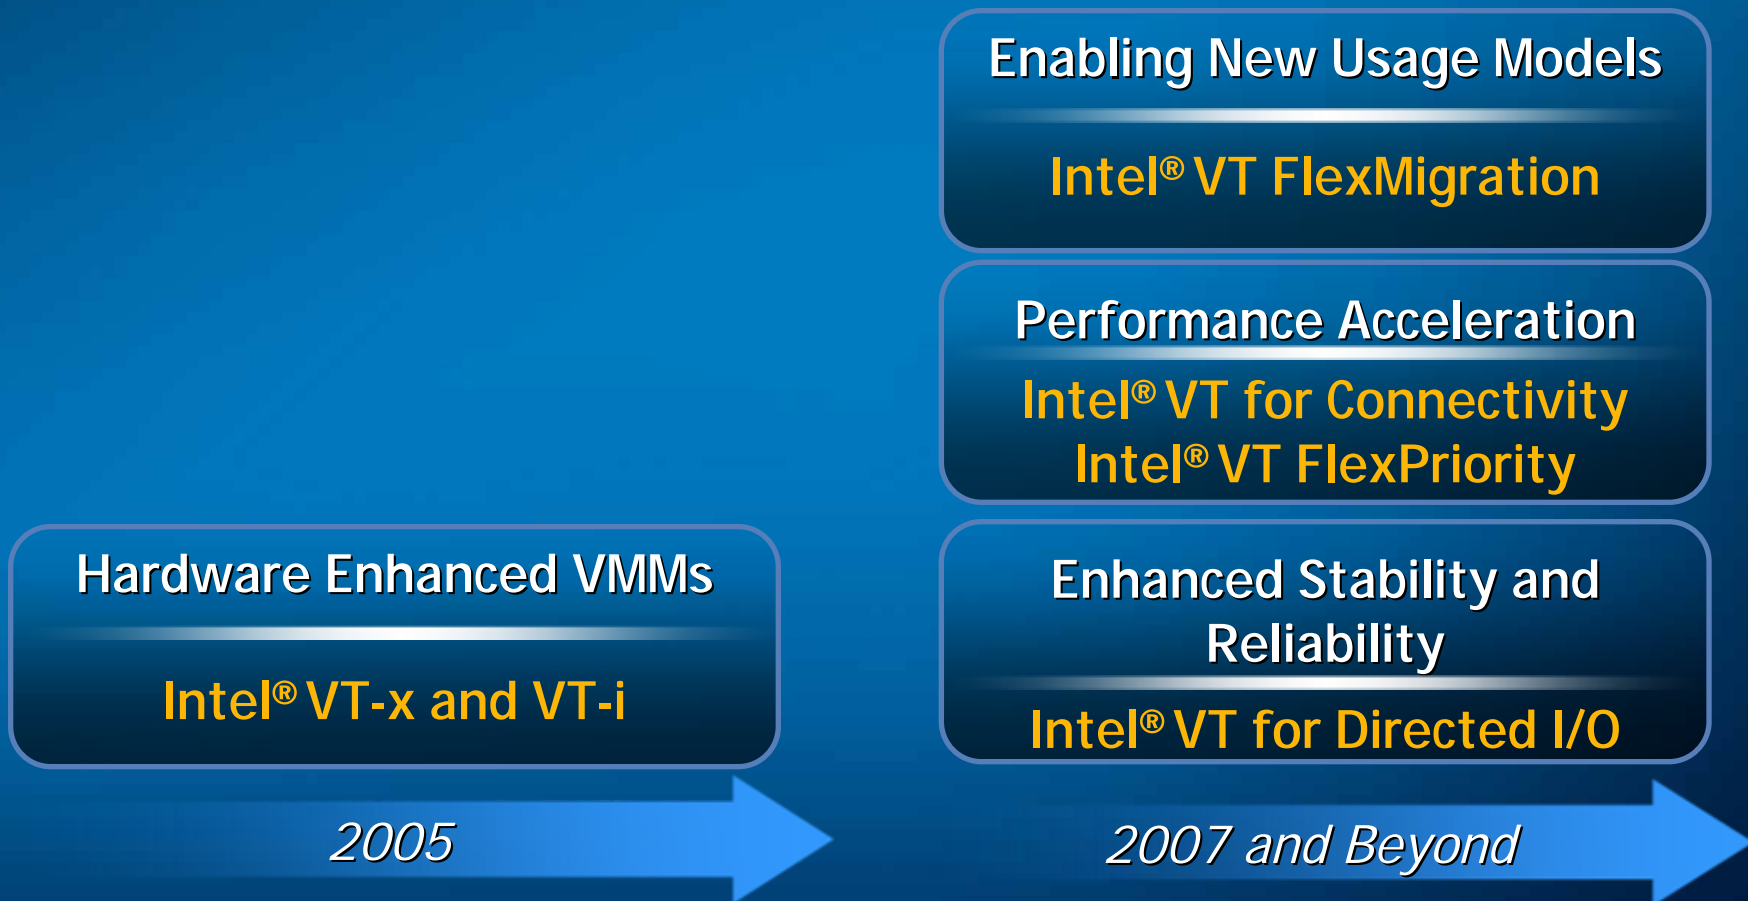 Enabling New Usage Models
Intel® VT FlexMigration
Performance Acceleration
Intel® VT for Connectivity
Intel® VT FlexPriority
Hardware Enhanced VMMs
Intel® VT-x and VT-i
Enhanced Stability and
Reliability
Intel® VT for Directed I/O
2005
2007 and Beyond